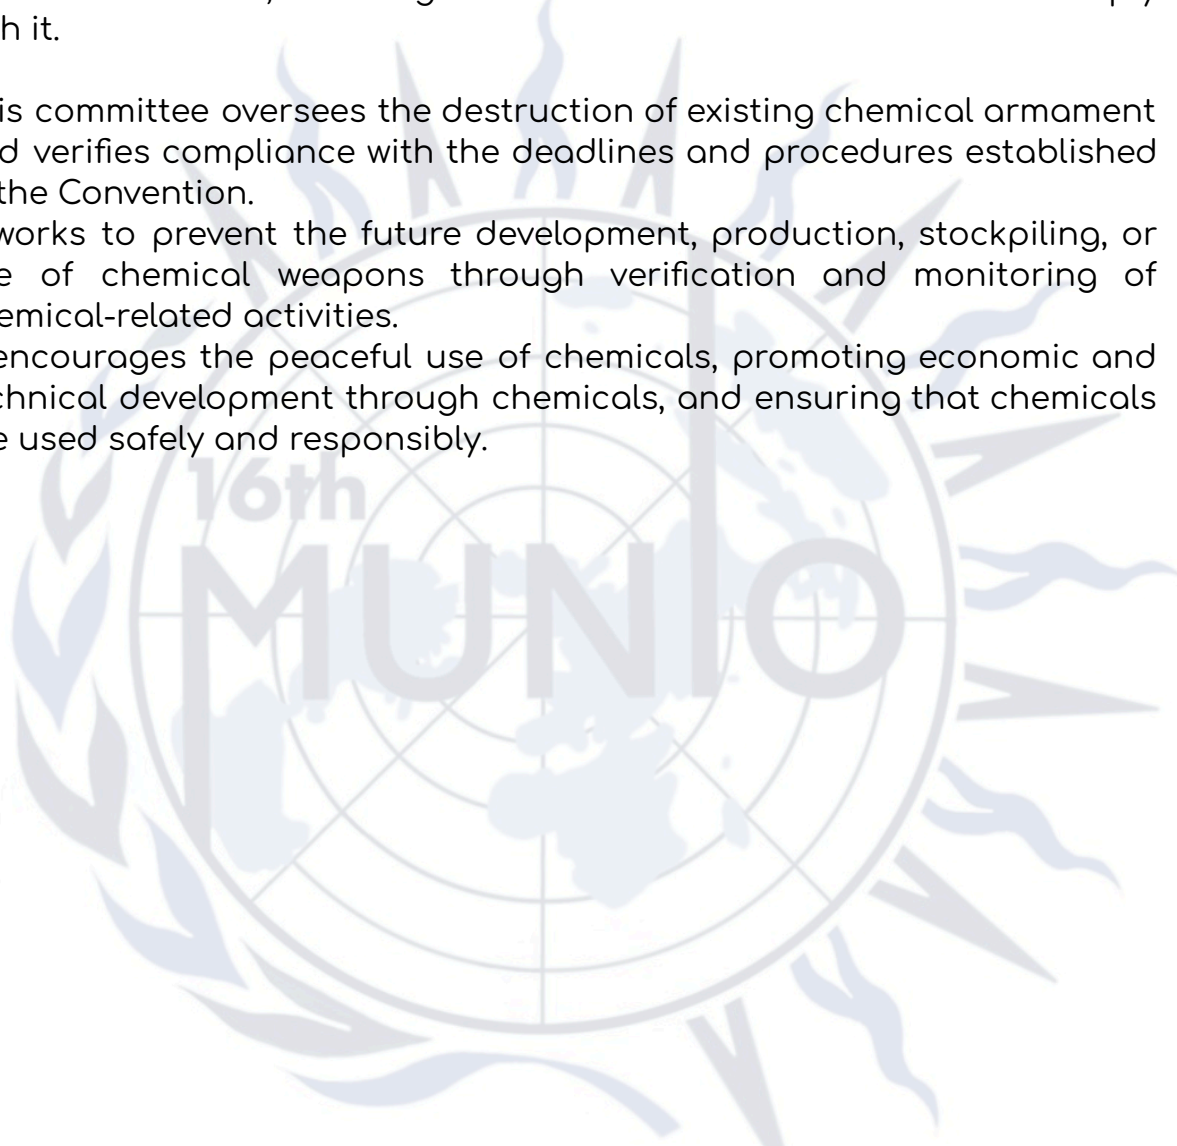 h it.
is committee oversees the destruction of existing chemical armament
d verifies compliance with the deadlines and procedures established
the Convention.
works to prevent the future development, production, stockpiling, or
e of chemical weapons through verification and monitoring of
emical-related activities.
encourages the peaceful use of chemicals, promoting economic and
chnical development through chemicals, and ensuring that chemicals
e used safely and responsibly.
16th
MUNIO